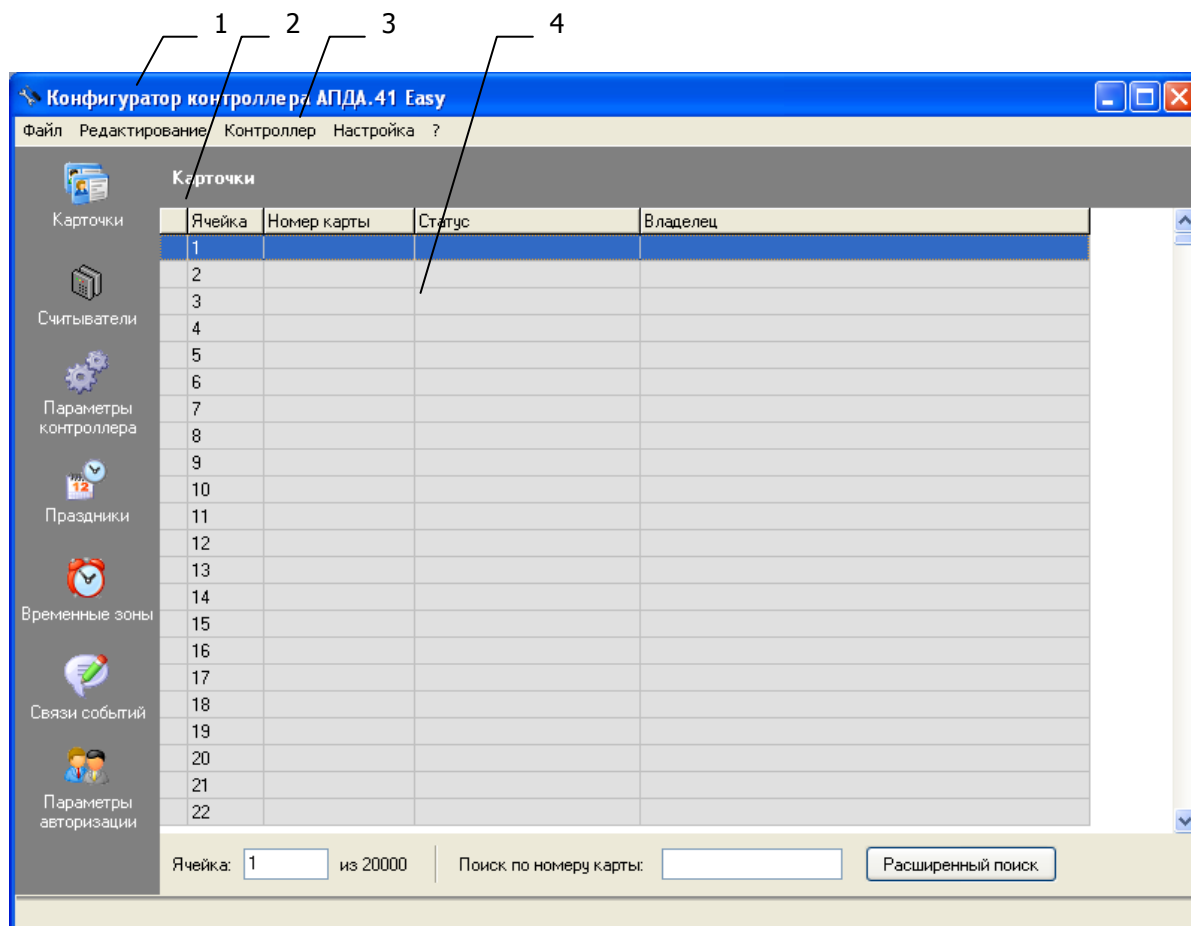 1 2 3 4
Конфигуратор контроллера АПДА.41 Easy
Файл Редактирование Контроллер Настройка ?
Карточки
Считыватели
Параметры
контроллера
Праздники
12
Временные зоны
Связи событий
Параметры
авторизации
Карточки
Ячейка Номер карты Статус Владелец
1
2
3
4
5
6
7
8
9
10
11
12
13
14
15
16
17
18
19
20
21
22
Ячейка: 1 из 20000 Поиск по номеру карты: Расширенный поиск